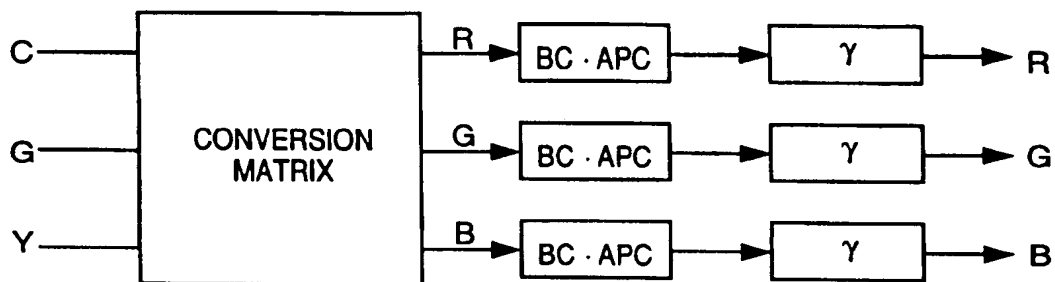 C
R
BC · APC
γ
R
G
CONVERSION
MATRIX
G
BC · APC
γ
G
Y
B
BC · APC
γ
B